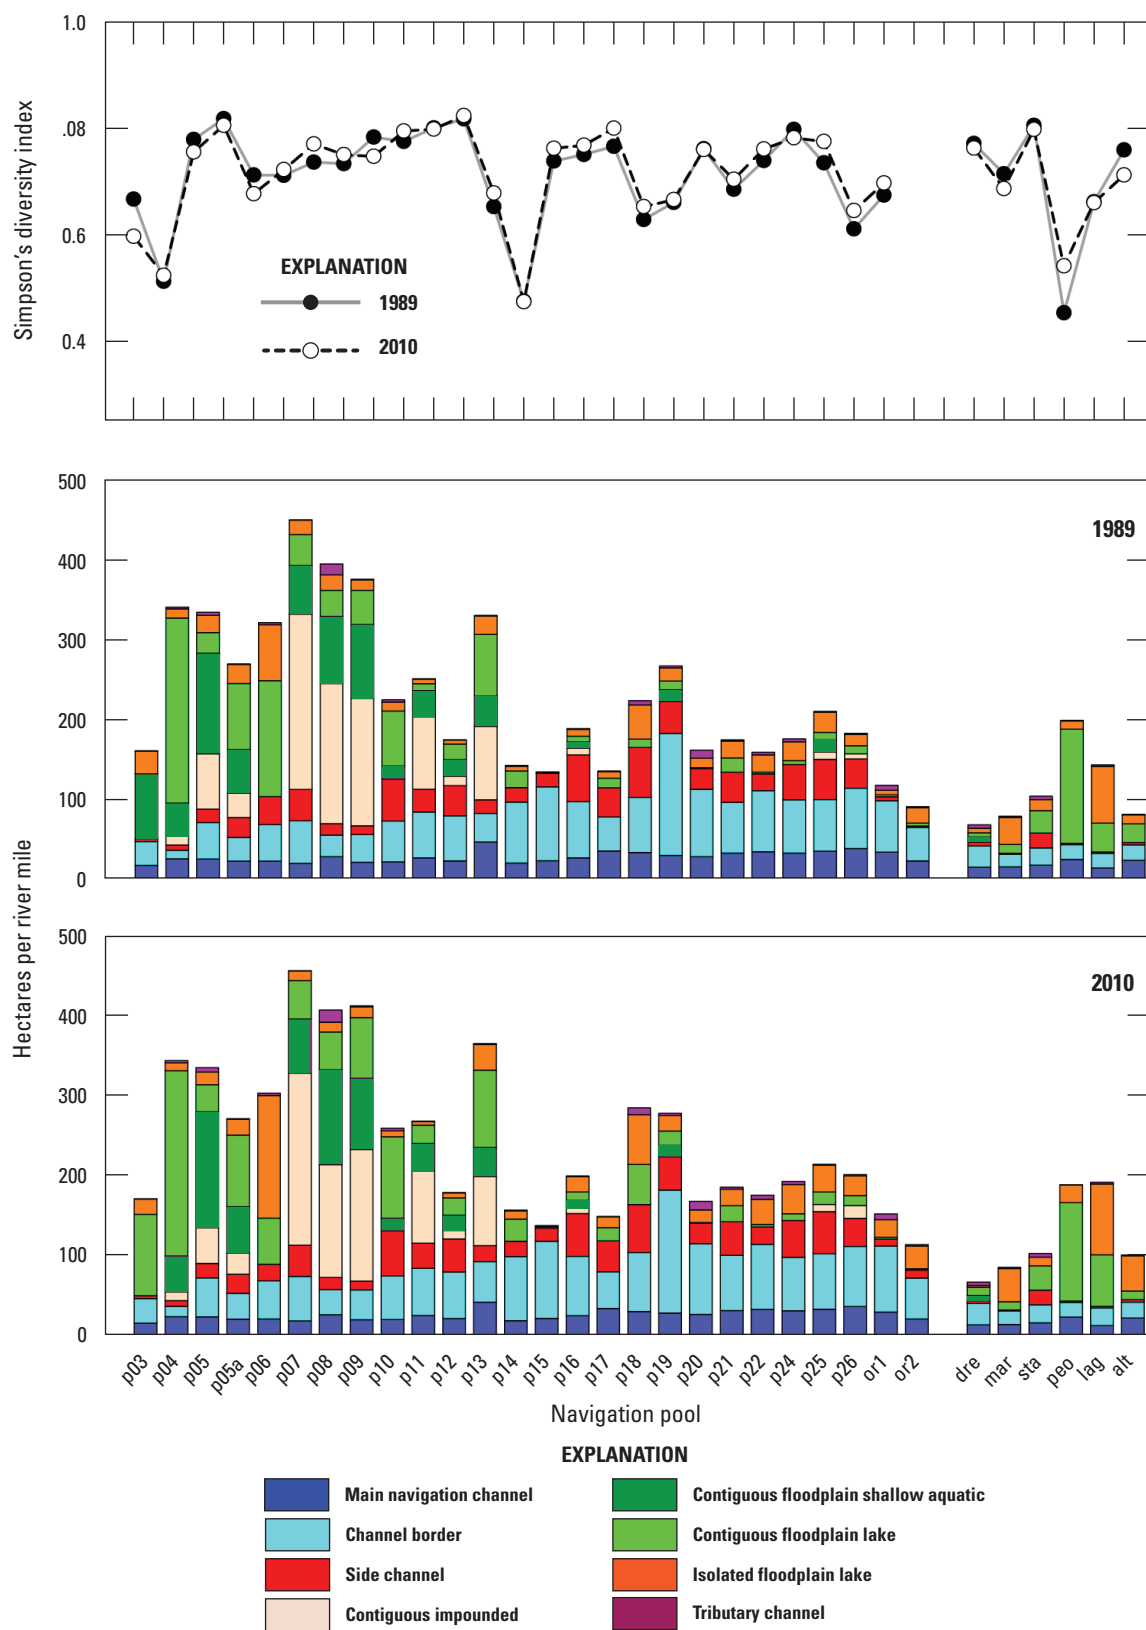 1.0
.08
0.6
0.4
Simpson's diversity index
EXPLANATION
1989
2010
500
400
300
200
100
0
1989
Hectares per river mile
500
400
300
200
100
0
2010
p03 p04 p05 p05a p06 p07 p08 p09 p10 p11 p12 p13 p14 p15 p16 p17 p18 p19 p20 p21 p22 p24 p25 p26 or1 or2 dre mar sta peo lag alt
Navigation pool
EXPLANATION
Main navigation channel
Channel border
Side channel
Contiguous impounded
Contiguous floodplain shallow aquatic
Contiguous floodplain lake
Isolated floodplain lake
Tributary channel